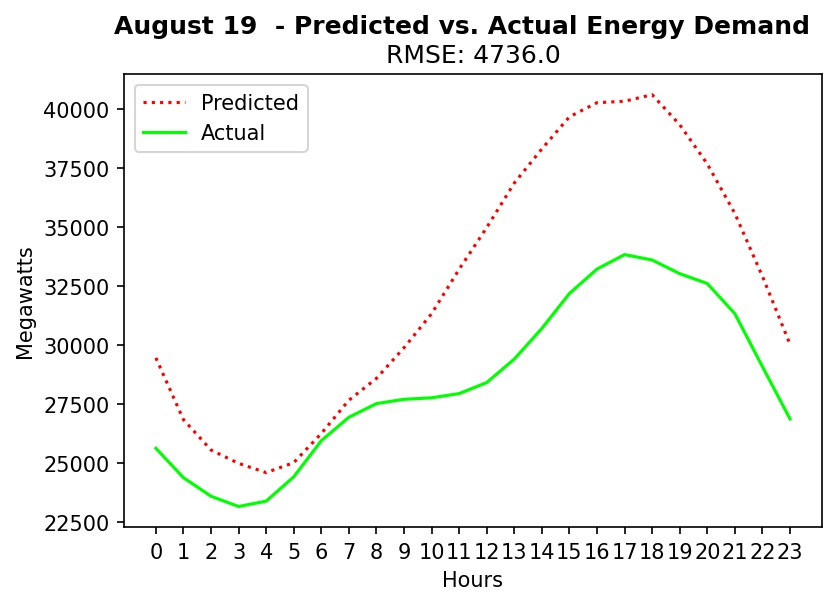 August 19  - Predicted vs. Actual Energy Demand
RMSE: 4736.0
Predicted
Actual
40000
37500
35000
32500
30000
27500
25000
22500
Megawatts
0 1 2 3 4 5 6 7 8 9 10 11 12 13 14 15 16 17 18 19 20 21 22 23
Hours